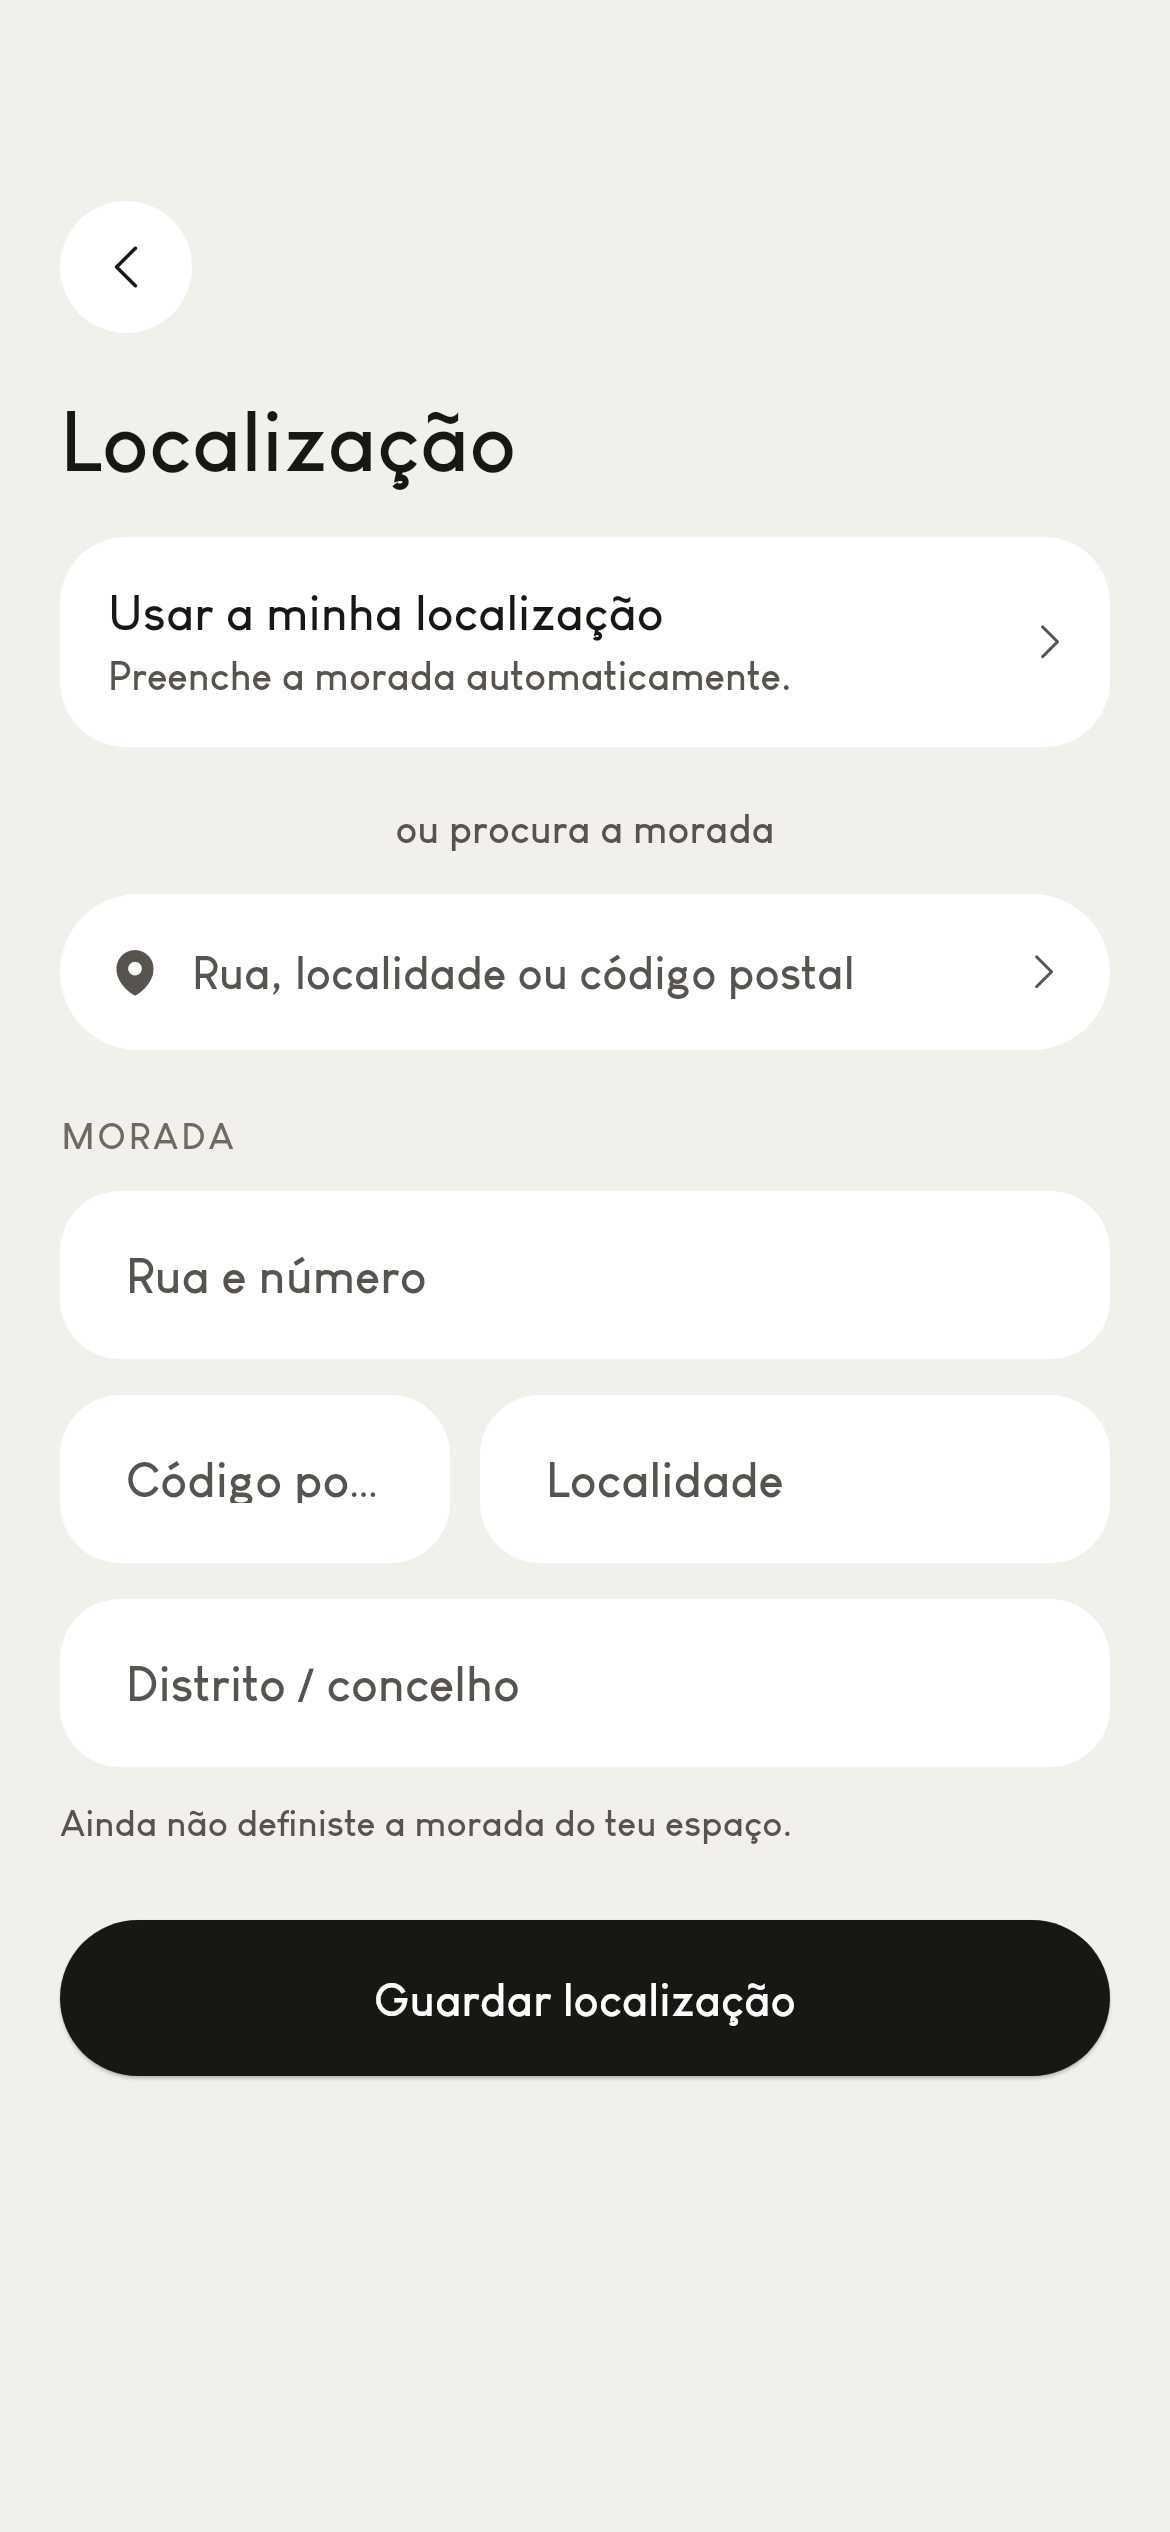 Localização
Usar a minha localização
Preenche a morada automaticamente.
ou procura a morada
Rua, localidade ou código postal
MORADA
Rua e número
Código po...
Localidade
Distrito / concelho
Ainda não definiste a morada do teu espaço.
Guardar localização